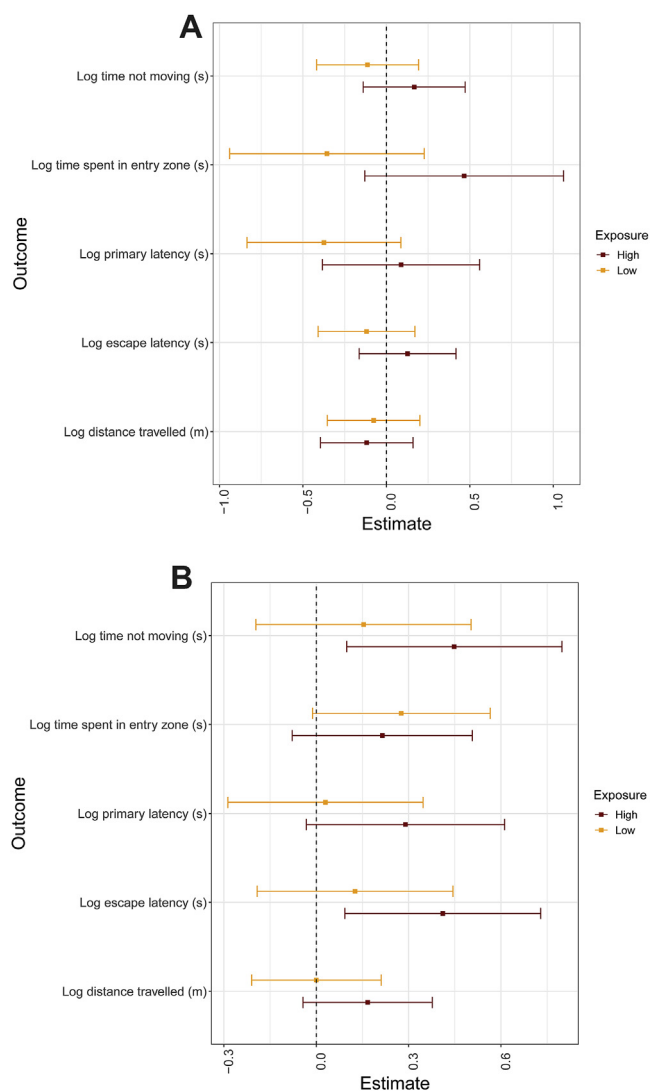 A
Log time not moving (s)
Log time spent in entry zone (s)
Log primary latency (s)
Log escape latency (s)
Log distance travelled (m)
Outcome
−1.0
−0.5
0.0
0.5
1.0
Estimate
Exposure
High
Low
B
Log time not moving (s)
Log time spent in entry zone (s)
Log primary latency (s)
Log escape latency (s)
Log distance travelled (m)
Outcome
−0.3
0.0
0.3
0.6
Estimate
Exposure
High
Low